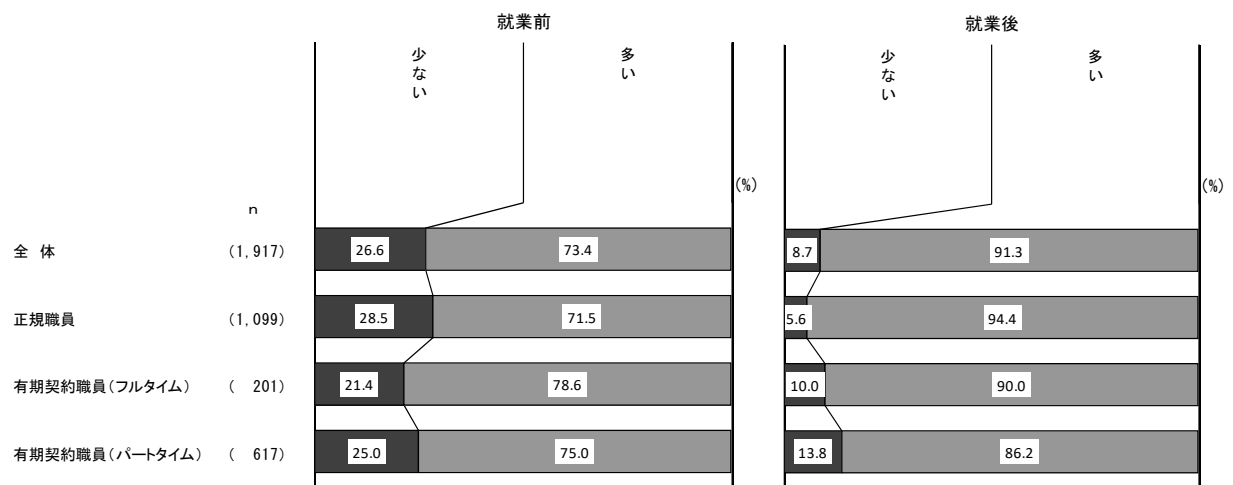 就業前 就業後
少ない 多い 少ない 多い
(%) (%)
n
全 体 (1,917) 26.6 73.4 8.7 91.3
正規職員 (1,099) 28.5 71.5 5.6 94.4
有期契約職員(フルタイム) ( 201) 21.4 78.6 10.0 90.0
有期契約職員(パートタイム) ( 617) 25.0 75.0 13.8 86.2